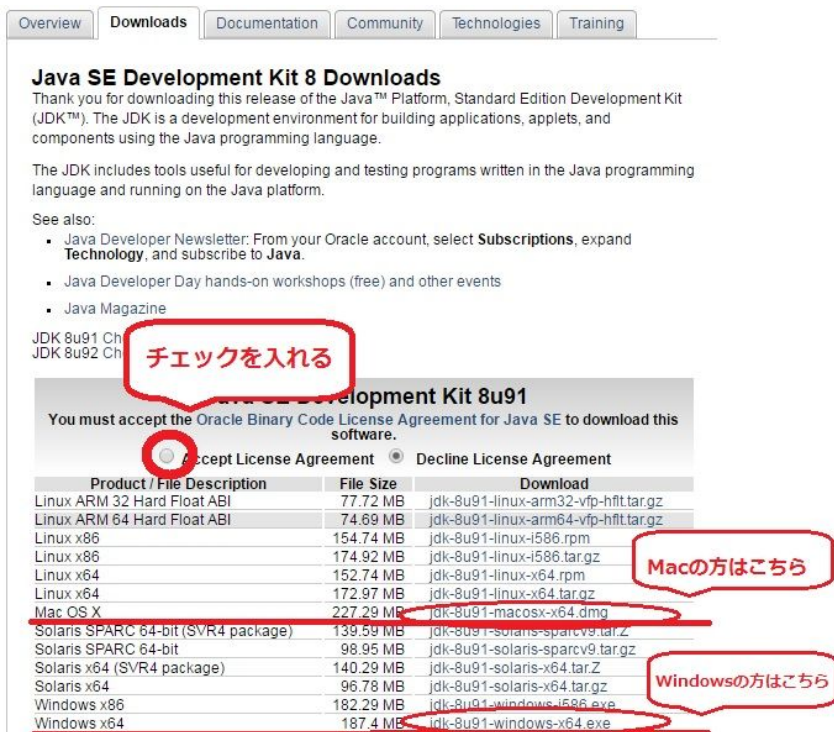 Overview Downloads Documentation Community Technologies Training
Java SE Development Kit 8 Downloads
Thank you for downloading this release of the Java™ Platform, Standard Edition Development Kit
(JDK™). The JDK is a development environment for building applications, applets, and
components using the Java programming language.
The JDK includes tools useful for developing and testing programs written in the Java programming
language and running on the Java platform.
See also:
Java Developer Newsletter: From your Oracle account, select Subscriptions, expand
Technology, and subscribe to Java.
Java Developer Day hands-on workshops (free) and other events
Java Magazine
JDK 8u91
JDK 8u92
チェックを入れる
Development Kit 8u91
You must accept the Oracle Binary Code License Agreement for Java SE to download this
software.
Accept License Agreement Decline License Agreement
Product / File Description File Size Download
Linux ARM 32 Hard Float ABI 77.72 MB jdk-8u91-linux-arm32-vfp-hflt.tar.gz
Linux ARM 64 Hard Float ABI 74.69 MB jdk-8u91-linux-arm64-vfp-hflt.tar.gz
Linux x86 154.74 MB jdk-8u91-linux-i586.rpm
Linux x86 174.92 MB jdk-8u91-linux-i586.tar.gz
Macの方はこちら
Linux x64 152.74 MB jdk-8u91-linux-x64.rpm
Linux x64 172.97 MB jdk-8u91-linux-x64.tar.gz
Mac OS X 227.29 MB jdk-8u91-macosx-x64.dmg
Solaris SPARC 64-bit (SVR4 package) 139.59 MB jdk-8u91-solaris-sparcv9.tar.Z
Solaris SPARC 64-bit 98.95 MB jdk-8u91-solaris-sparcv9.tar.gz
Solaris x64 (SVR4 package) 140.29 MB jdk-8u91-solaris-x64.tar.Z
Windowsの方はこちら
Solaris x64 96.78 MB jdk-8u91-solaris-x64.tar.gz
Windows x86 182.29 MB jdk-8u91-windows-i586.exe
Windows x64 187.4 MB jdk-8u91-windows-x64.exe